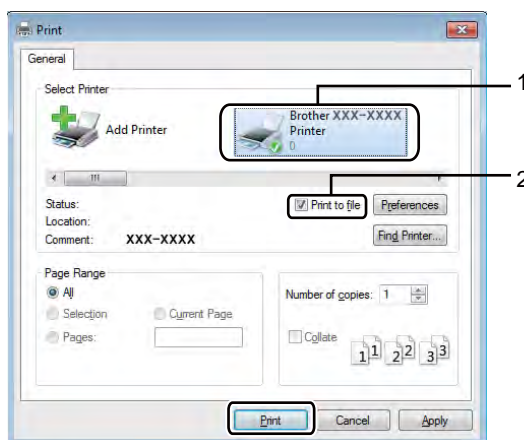 Print
General
Select Printer
Add Printer
Brother XXX-XXXX
Printer
0
1
Status:
Print to file
Preferences
2
Location:
Comment: XXX-XXXX
Find Printer...
Page Range
All
Selection
Current Page
Pages:
Number of copies: 1
Collate
1 1 2 2 3 3
Print
Cancel
Apply